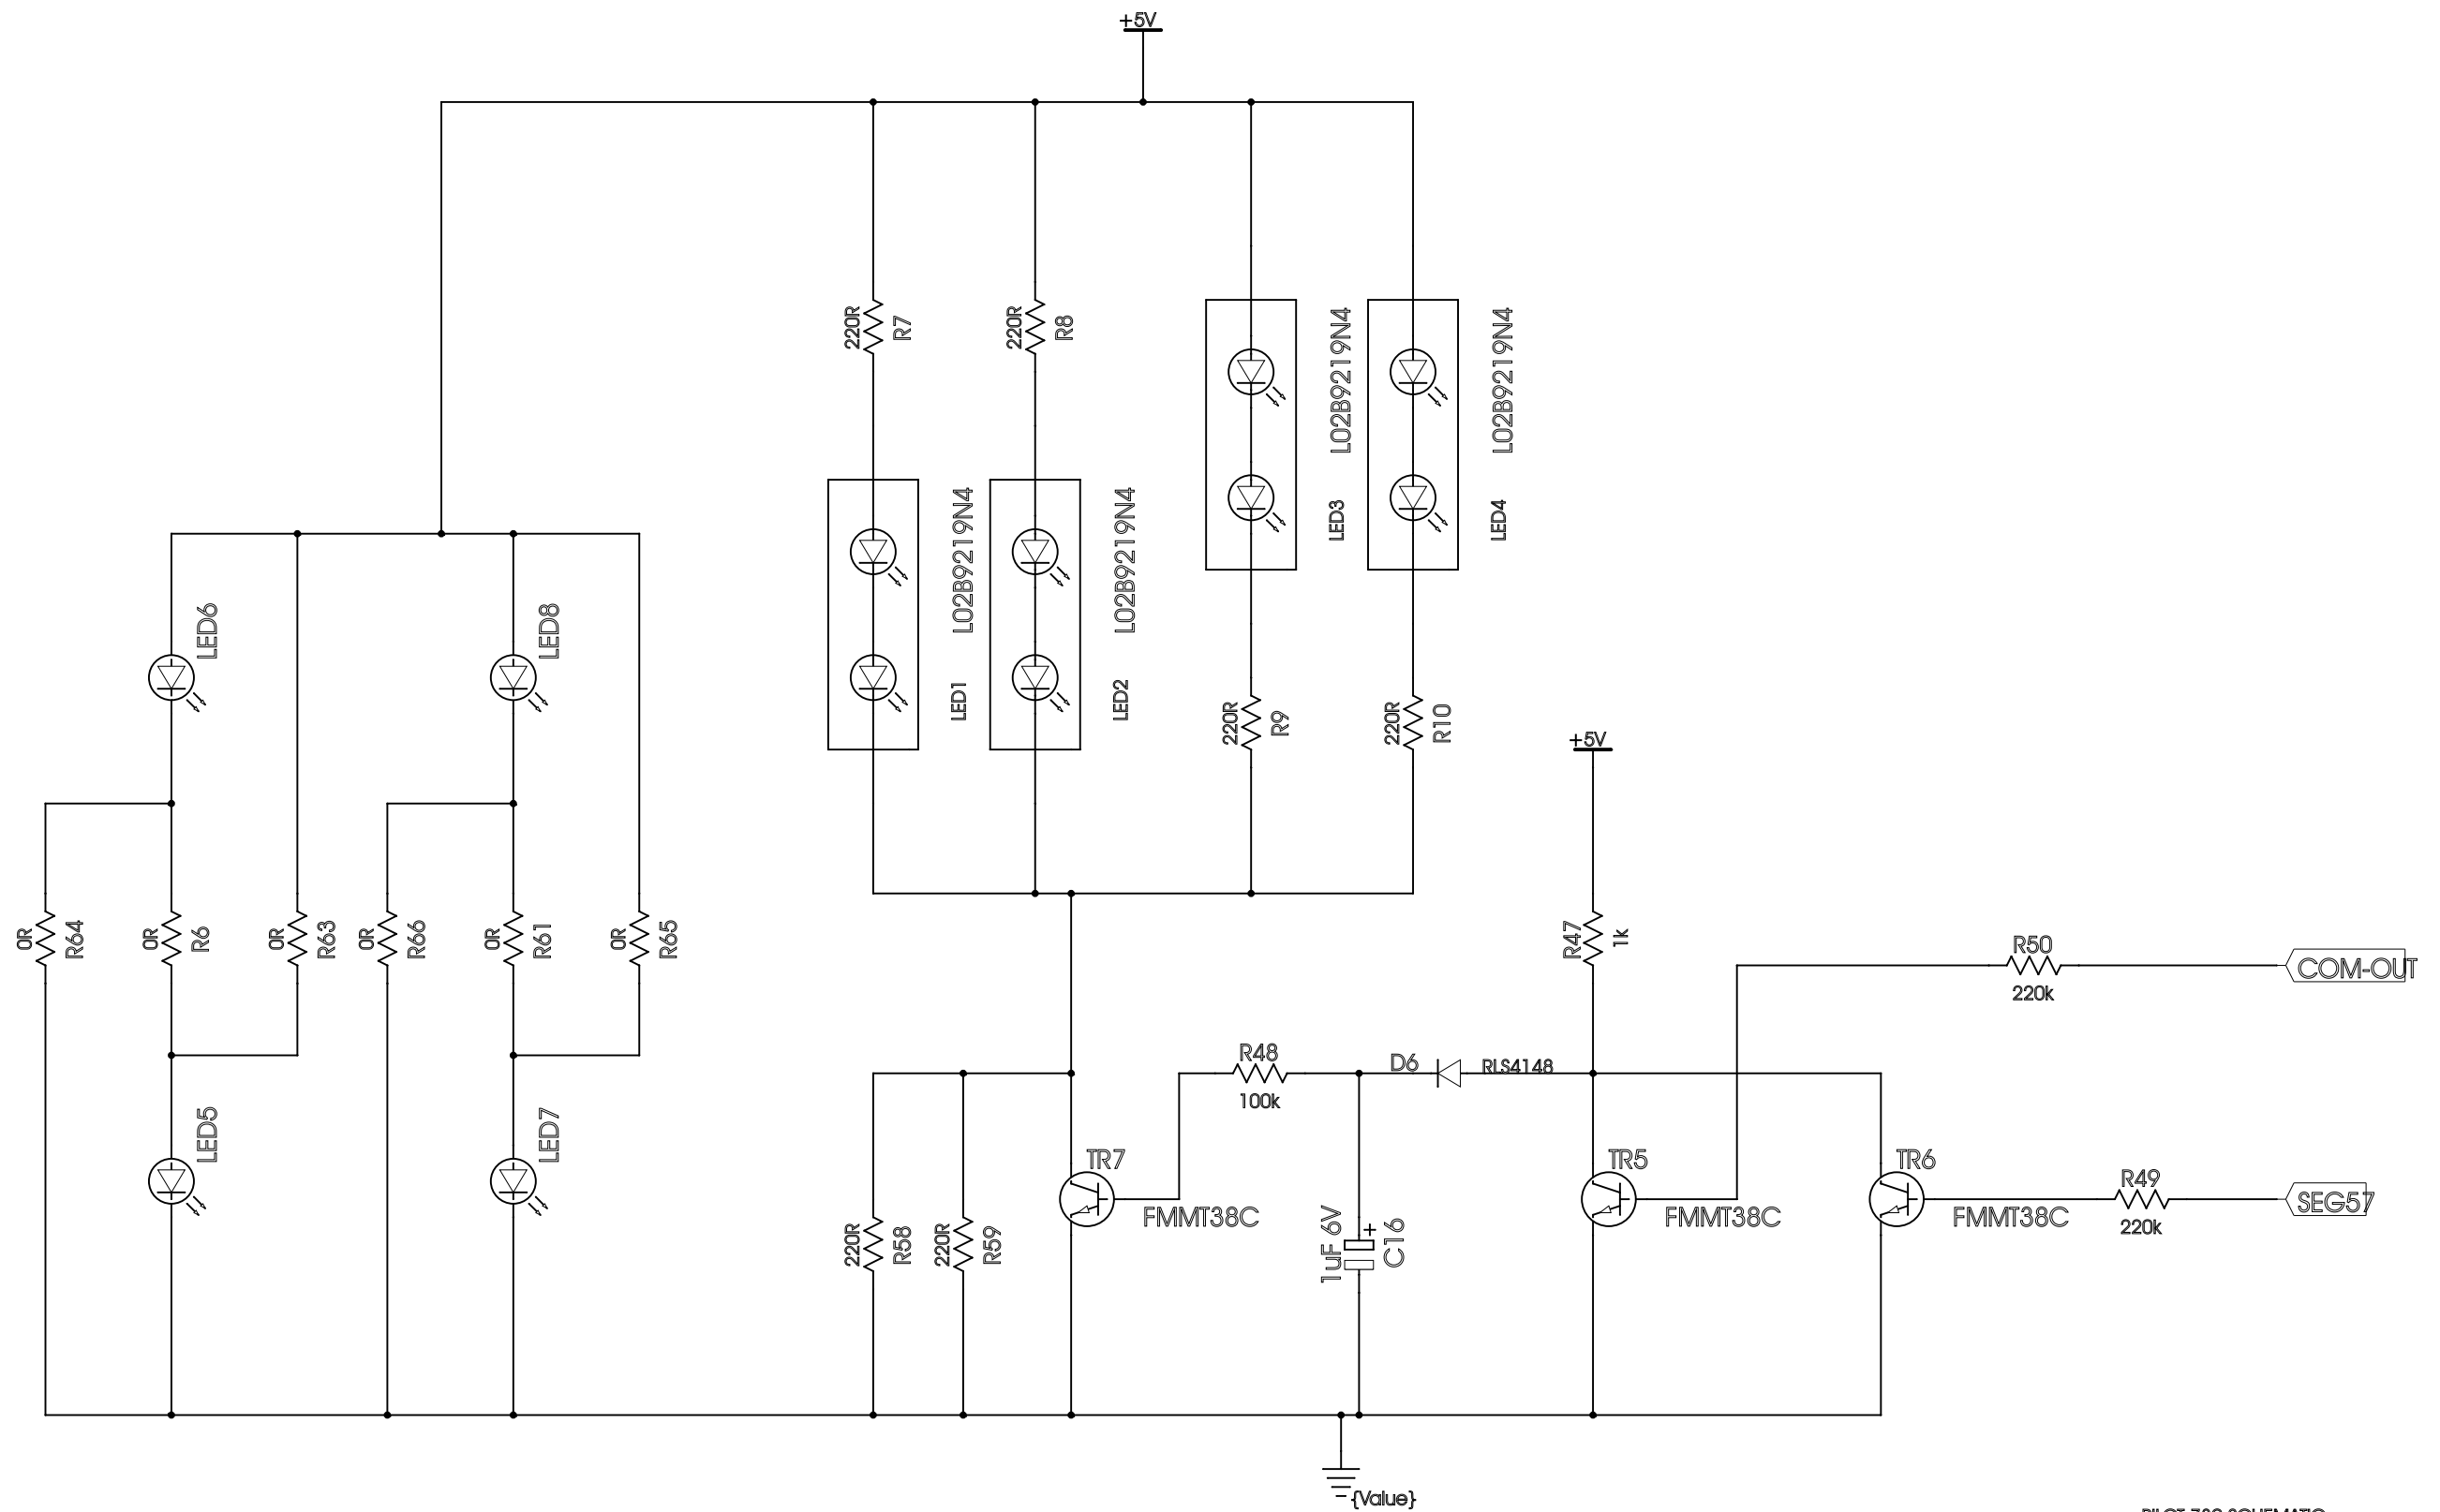 +5V
220R
R7
220R
R8
L02B9219N4
LED3
L02B9219N4
LED4
L02B9219N4
LED1
L02B9219N4
LED2
LED6
LED8
220R
R9
220R
R10
+5V
0R
R64
0R
R6
0R
R63
0R
R66
0R
R61
0R
R65
R47
1k
R50
220k
COM-OUT
R48
100k
D6
RLS4148
LED5
LED7
TR7
FMMT38C
TR5
FMMT38C
TR6
FMMT38C
R49
220k
SEG57
220R
R58
220R
R59
1uF 6V
+
C16
{Value}